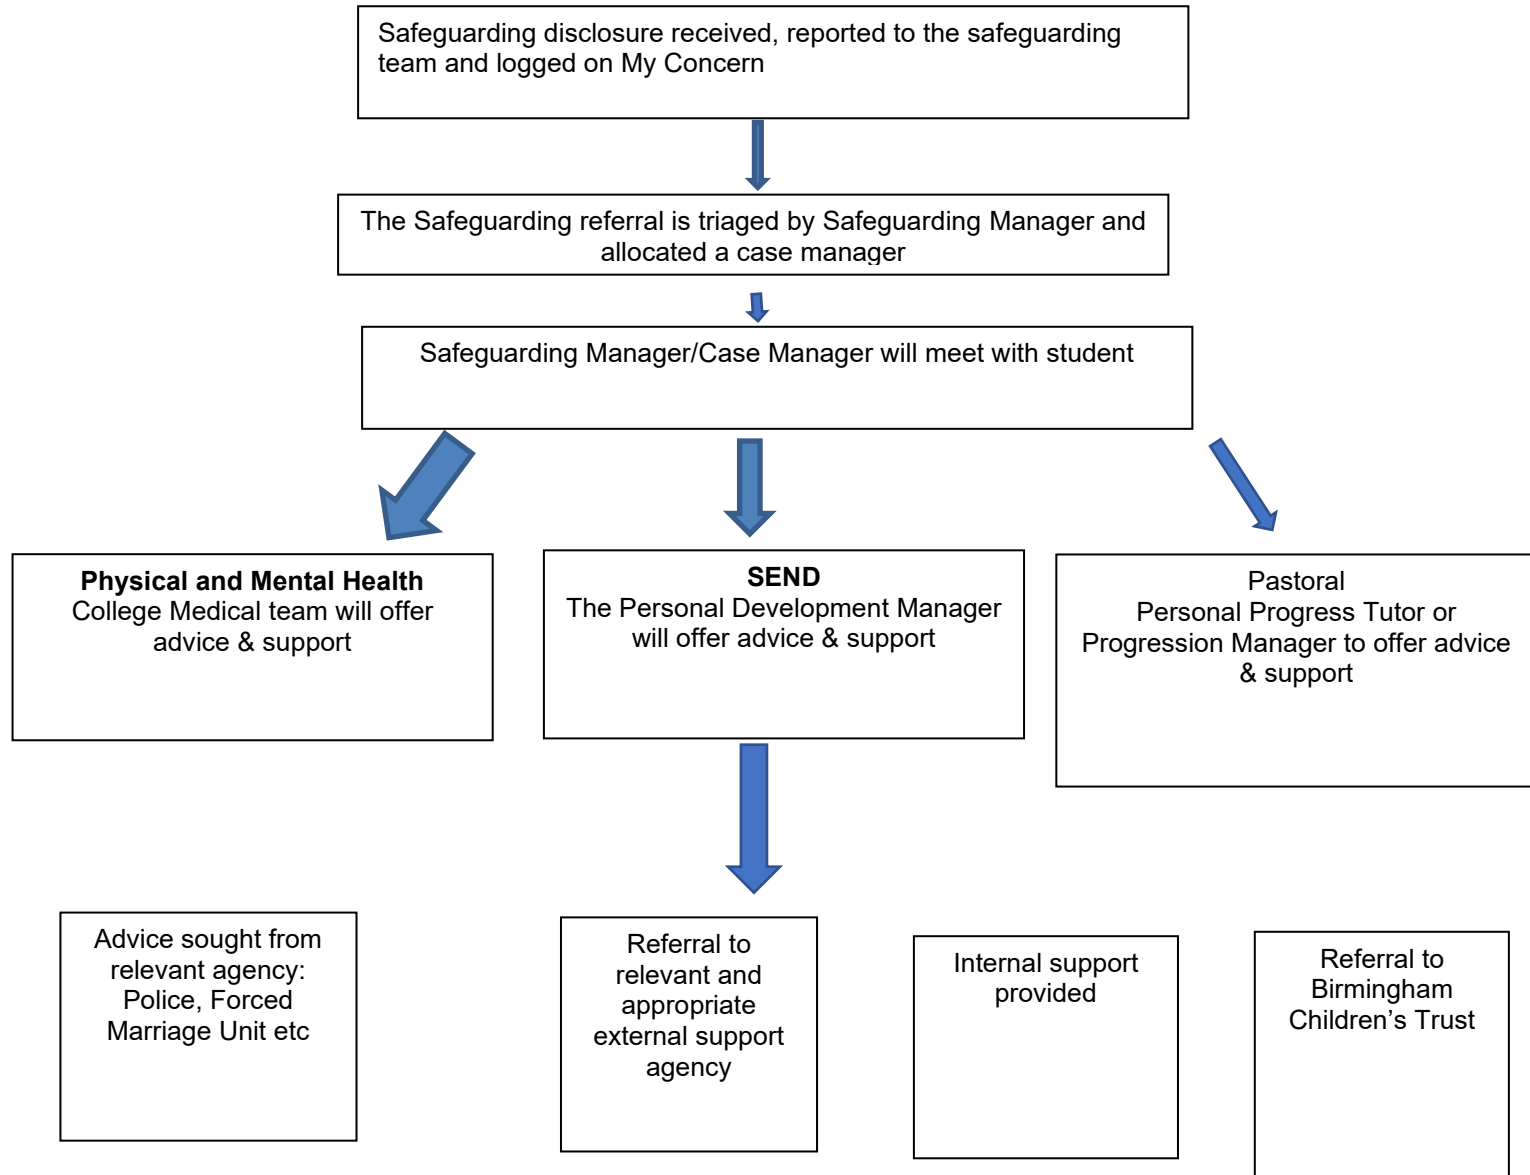 Safeguarding disclosure received, reported to the safeguarding
team and logged on My Concern
The Safeguarding referral is triaged by Safeguarding Manager and
allocated a case manager
Safeguarding Manager/Case Manager will meet with student
Physical and Mental Health
College Medical team will offer
advice & support
SEND
The Personal Development Manager
will offer advice & support
Pastoral
Personal Progress Tutor or
Progression Manager to offer advice
& support
Advice sought from
relevant agency:
Police, Forced
Marriage Unit etc
Referral to
relevant and
appropriate
external support
agency
Internal support
provided
Referral to
Birmingham
Children’s Trust